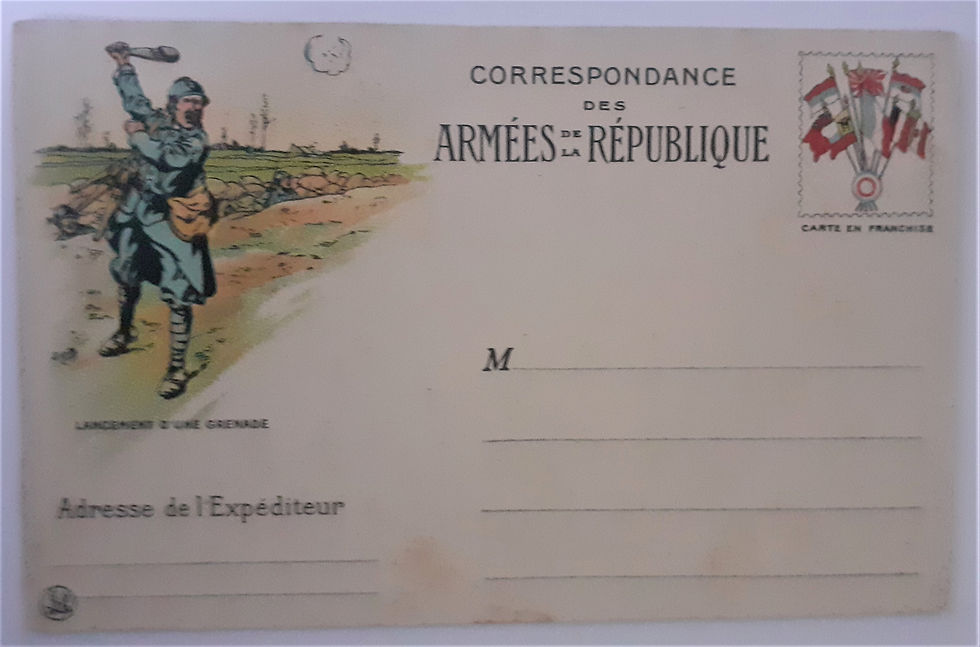 CORRESPONDANCE
DES
ARMÉES DE LA RÉPUBLIQUE
CARTE EN FRANCHISE
M
LANCEMENT D'UNE GRENADE
Adresse de l'Expéditeur